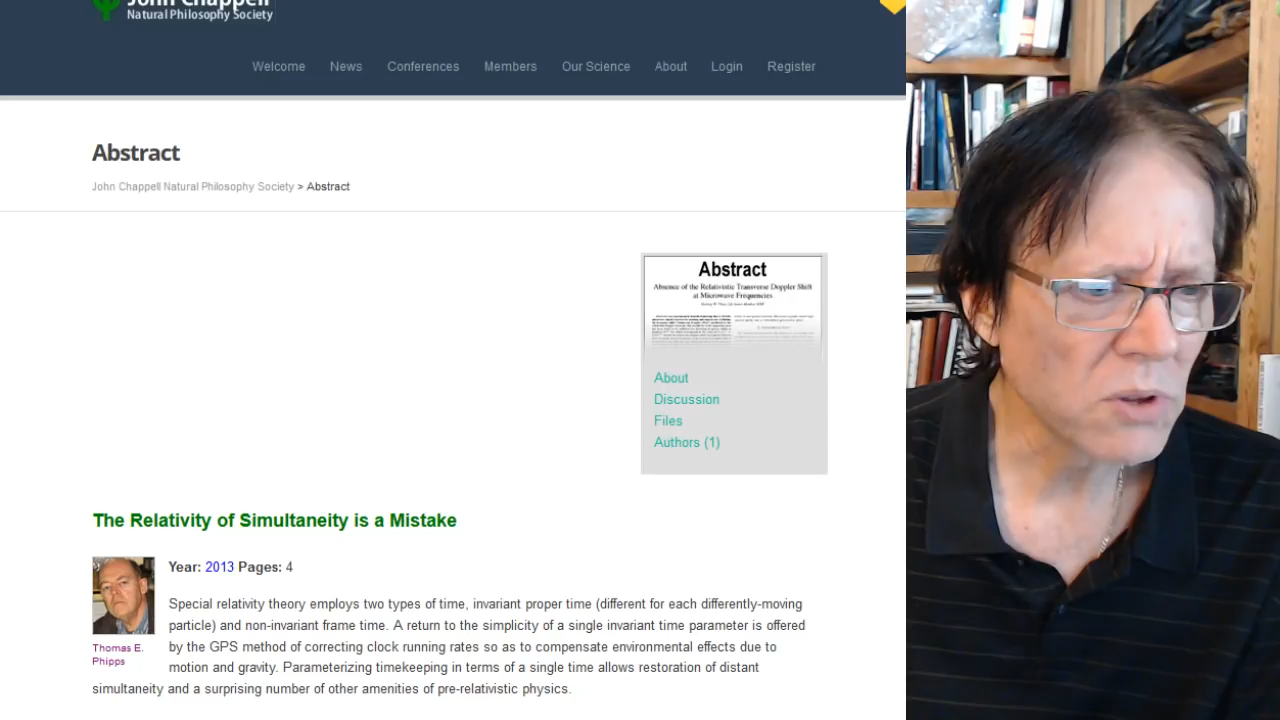 John Chappell
Natural Philosophy Society
Welcome News Conferences Members Our Science About Login Register
Abstract
John Chappell Natural Philosophy Society > Abstract
Abstract
Absence of the Relativistic Transverse Doppler Shift
at Microwave Frequencies
About
Discussion
Files
Authors (1)
The Relativity of Simultaneity is a Mistake
Year: 2013 Pages: 4
Thomas E.
Phipps
Special relativity theory employs two types of time, invariant proper time (different for each differently-moving
particle) and non-invariant frame time. A return to the simplicity of a single invariant time parameter is offered
by the GPS method of correcting clock running rates so as to compensate environmental effects due to
motion and gravity. Parameterizing timekeeping in terms of a single time allows restoration of distant
simultaneity and a surprising number of other amenities of pre-relativistic physics.